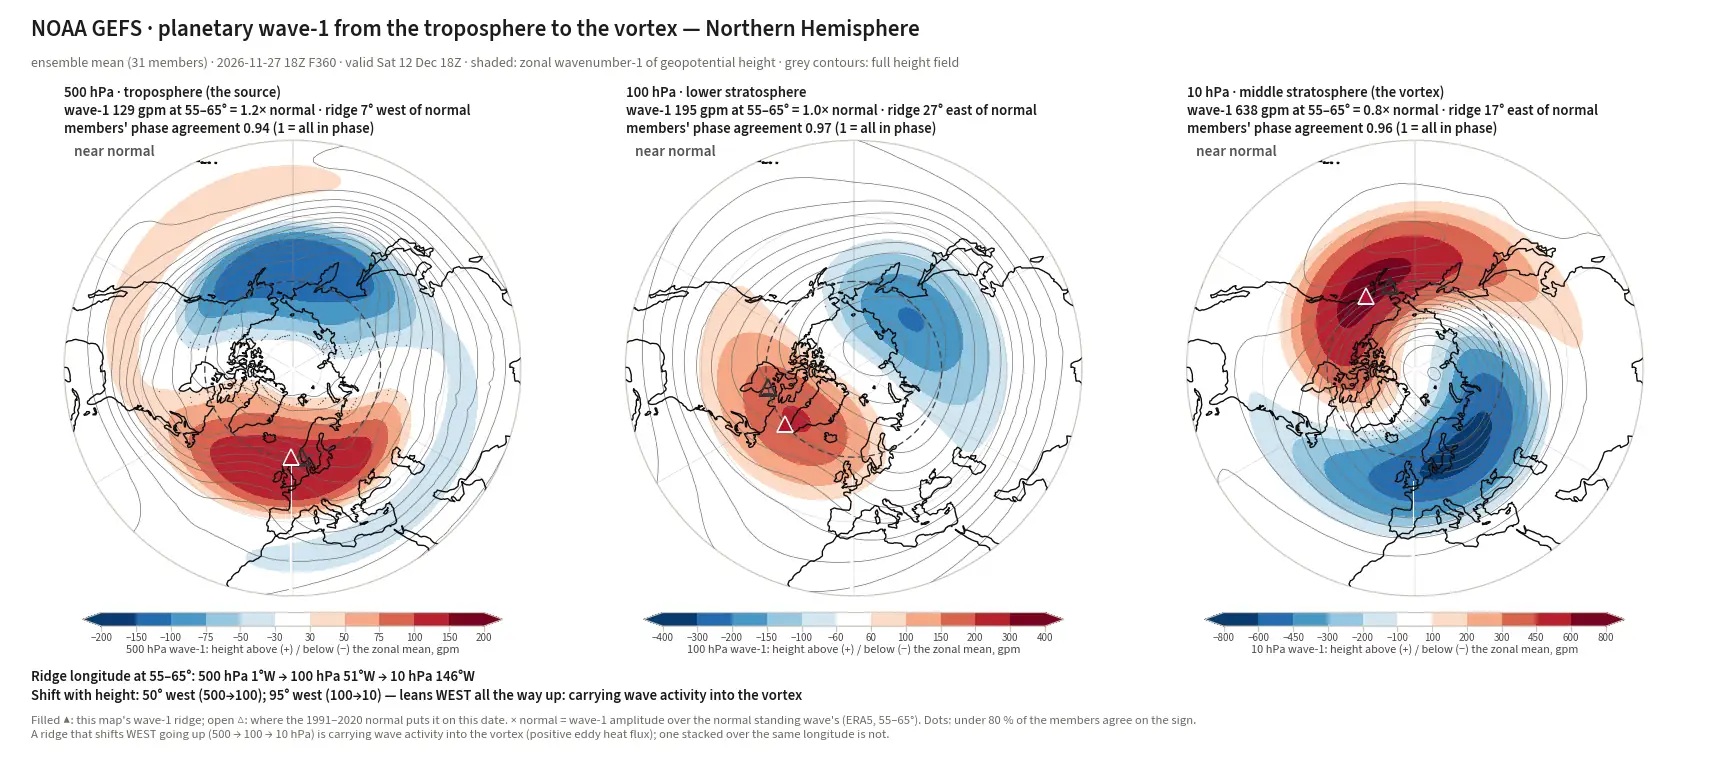 NOAA GEFS · planetary wave-1 from the troposphere to the vortex — Northern Hemisphere
ensemble mean (31 members) · 2026-11-27 18Z F360 · valid Sat 12 Dec 18Z · shaded: zonal wavenumber-1 of geopotential height · grey contours: full height field
500 hPa · troposphere (the source)
wave-1 129 gpm at 55–65° = 1.2× normal · ridge 7° west of normal
members' phase agreement 0.94 (1 = all in phase)
near normal
100 hPa · lower stratosphere
wave-1 195 gpm at 55–65° = 1.0× normal · ridge 27° east of normal
members' phase agreement 0.97 (1 = all in phase)
near normal
10 hPa · middle stratosphere (the vortex)
wave-1 638 gpm at 55–65° = 0.8× normal · ridge 17° east of normal
members' phase agreement 0.96 (1 = all in phase)
near normal
−200 −150 −100 −75 −50 −30 30 50 75 100 150 200
500 hPa wave-1: height above (+) / below (−) the zonal mean, gpm
−400 −300 −200 −150 −100 −60 60 100 150 200 300 400
100 hPa wave-1: height above (+) / below (−) the zonal mean, gpm
−800 −600 −450 −300 −200 −100 100 200 300 450 600 800
10 hPa wave-1: height above (+) / below (−) the zonal mean, gpm
Ridge longitude at 55–65°: 500 hPa 1°W → 100 hPa 51°W → 10 hPa 146°W
Shift with height: 50° west (500→100); 95° west (100→10) — leans WEST all the way up: carrying wave activity into the vortex
Filled ▲: this map's wave-1 ridge; open △: where the 1991–2020 normal puts it on this date. × normal = wave-1 amplitude over the normal standing wave's (ERA5, 55–65°). Dots: under 80 % of the members agree on the sign.
A ridge that shifts WEST going up (500 → 100 → 10 hPa) is carrying wave activity into the vortex (positive eddy heat flux); one stacked over the same longitude is not.